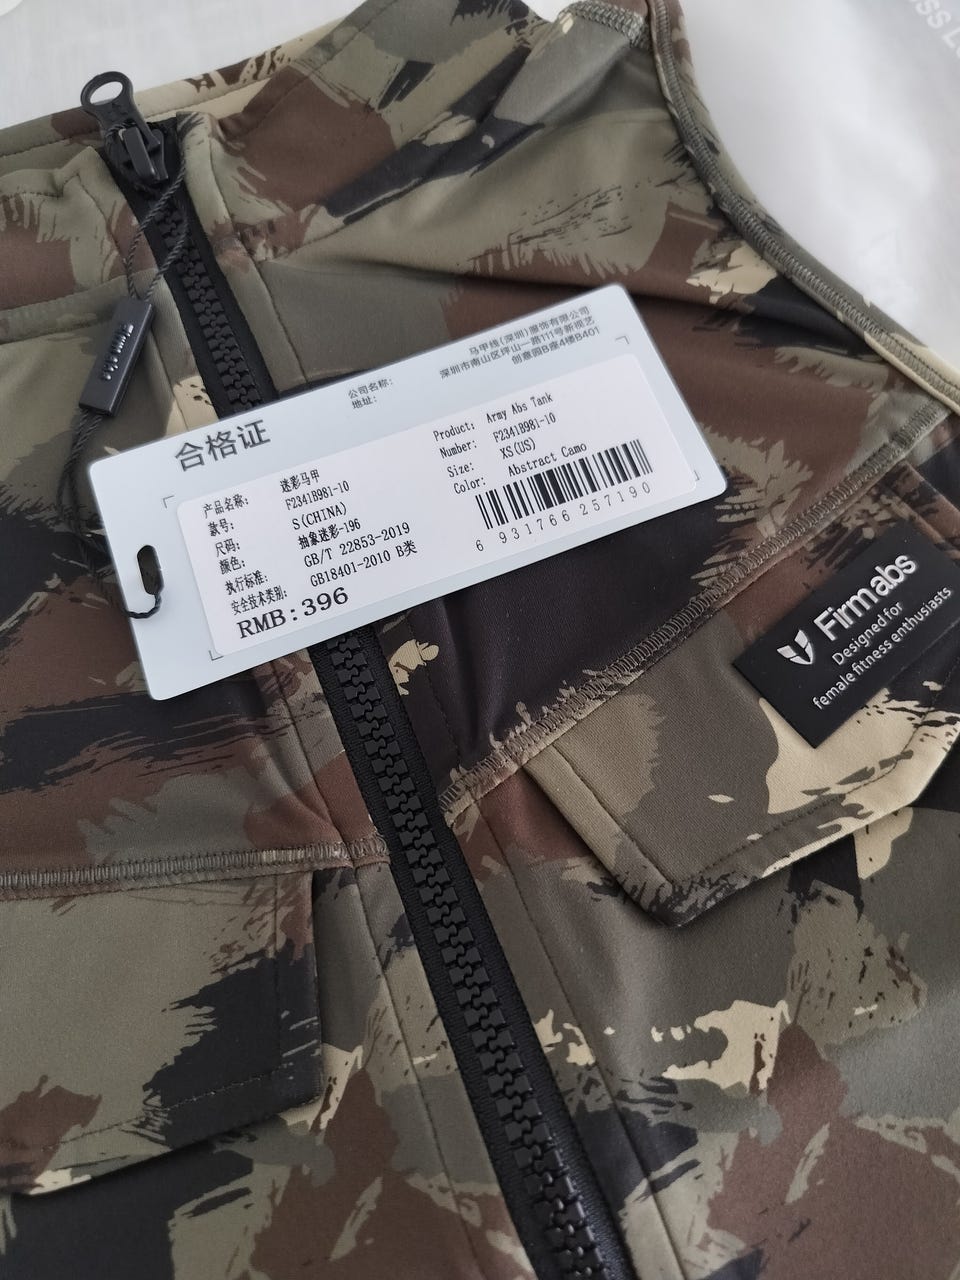 公司名称: 马甲线(深圳)服饰有限公司
地址: 深圳市南山区坪山一路111号新视艺
创意园B座4楼B401
合格证
产品名称: 迷彩马甲
款号: F2341B981-10
尺码: S(CHINA)
颜色: 抽象迷彩-196
执行标准: GB/T 22853-2019
安全技术类别: GB18401-2010 B类
RMB:396
Product: Army Abs Tank
Number: F2341B981-10
Size: XS(US)
Color: Abstract Camo
6 931766 257190
Firm abs
Designed for
female fitness enthusiasts